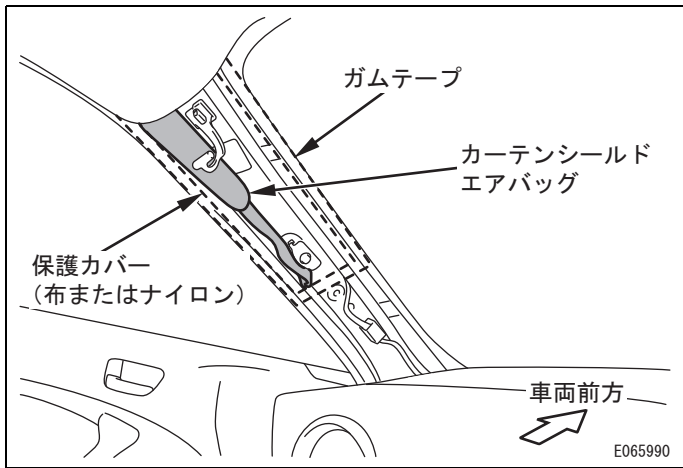 ガムテープ
カーテンシールド
エアバッグ
保護カバー
（布またはナイロン）
車両前方
E065990